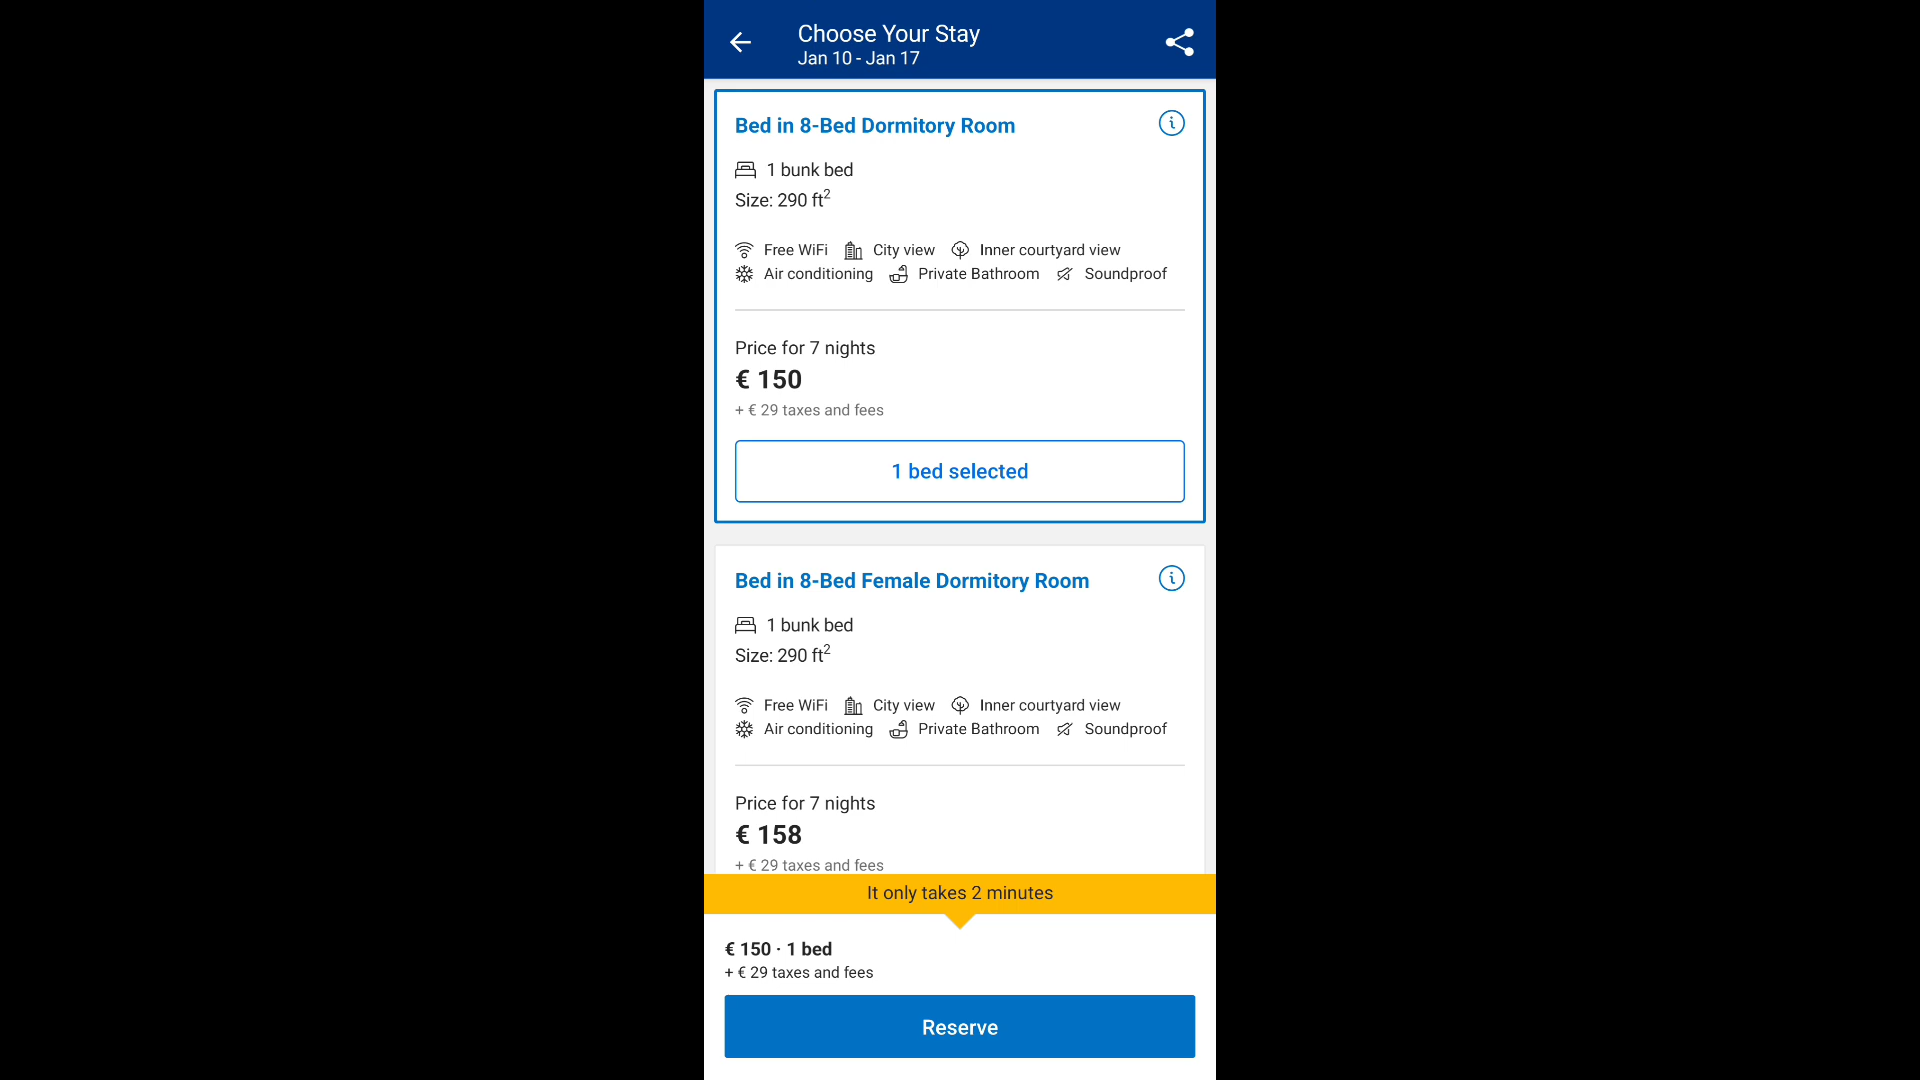 Choose Your Stay
Jan 10 - Jan 17
Bed in 8-Bed Dormitory Room
1 bunk bed
Size: 290 ft²
Free WiFi City view Inner courtyard view
Air conditioning Private Bathroom Soundproof
Price for 7 nights
€ 150
+ € 29 taxes and fees
1 bed selected
Bed in 8-Bed Female Dormitory Room
1 bunk bed
Size: 290 ft²
Free WiFi City view Inner courtyard view
Air conditioning Private Bathroom Soundproof
Price for 7 nights
€ 158
+ € 29 taxes and fees
It only takes 2 minutes
€ 150 · 1 bed
+ € 29 taxes and fees
Reserve